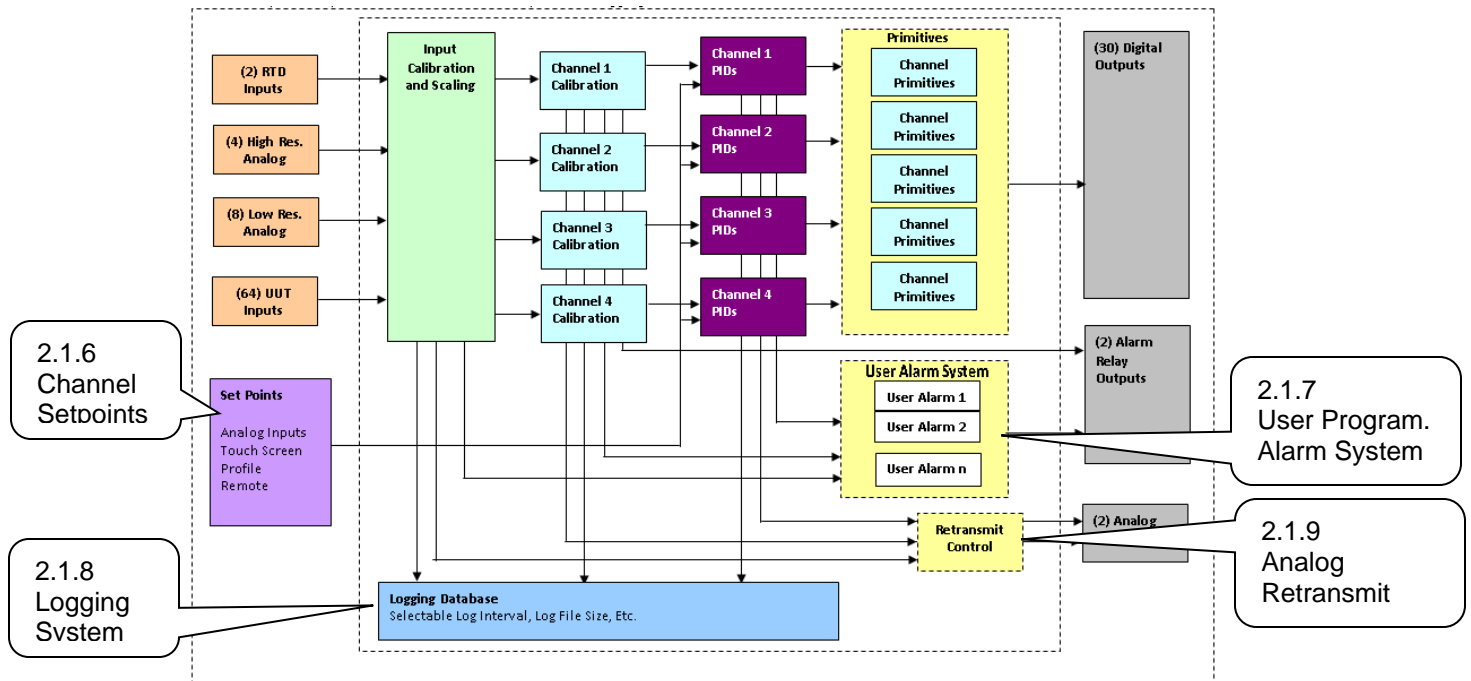 (2) RTD
Inputs
(4) High Res.
Analog
(8) Low Res.
Analog
(64) UUT
Inputs
2.1.6
Channel
Setpoints
Set Points
Analog Inputs
Touch Screen
Profile
Remote
2.1.8
Logging
System
Input
Calibration
and Scaling
Channel 1
Calibration
Channel 2
Calibration
Channel 3
Calibration
Channel 4
Calibration
Channel 1
PIDs
Channel 2
PIDs
Channel 3
PIDs
Channel 4
PIDs
Primitives
Channel
Primitives
Channel
Primitives
Channel
Primitives
Channel
Primitives
Channel
Primitives
User Alarm System
User Alarm 1
User Alarm 2
User Alarm n
Retransmit
Control
Logging Database
Selectable Log Interval, Log File Size, Etc.
(30) Digital
Outputs
(2) Alarm
Relay
Outputs
(2) Analog
2.1.7
User Program.
Alarm System
2.1.9
Analog
Retransmit